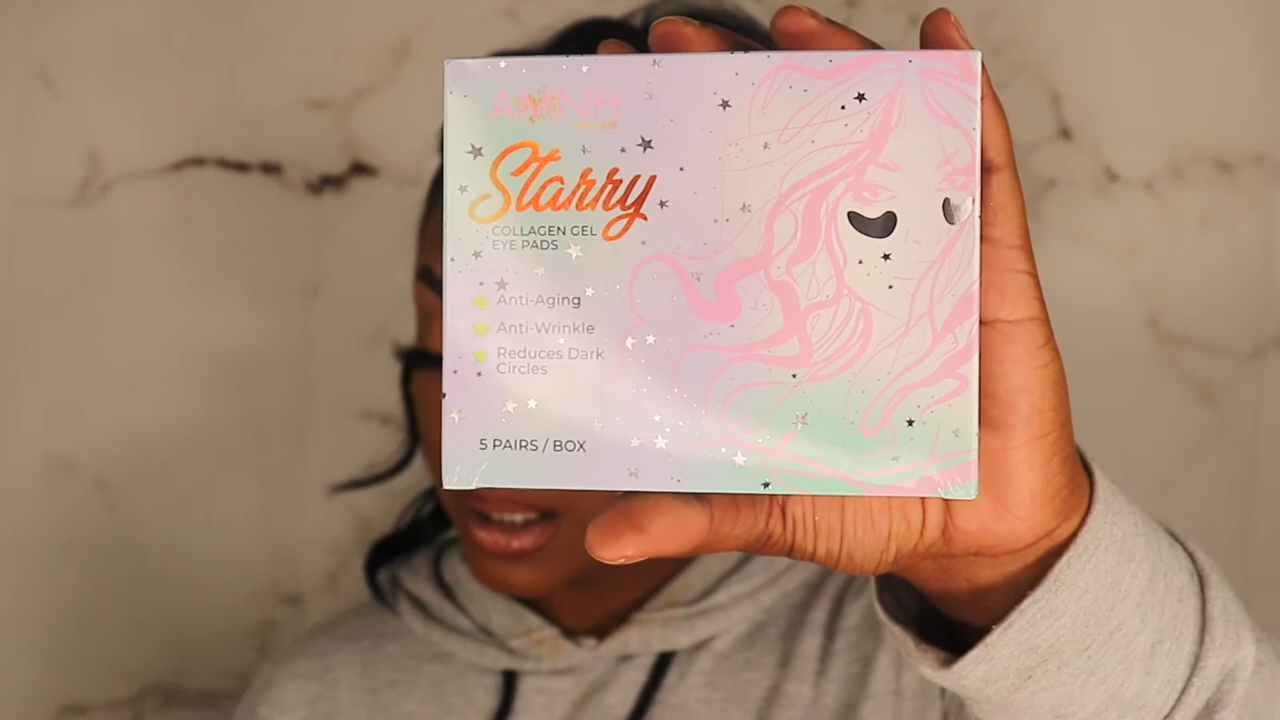 Starry
COLLAGEN GEL
EYE PADS
Anti-Aging
Anti-Wrinkle
Reduces Dark
Circles
5 PAIRS / BOX